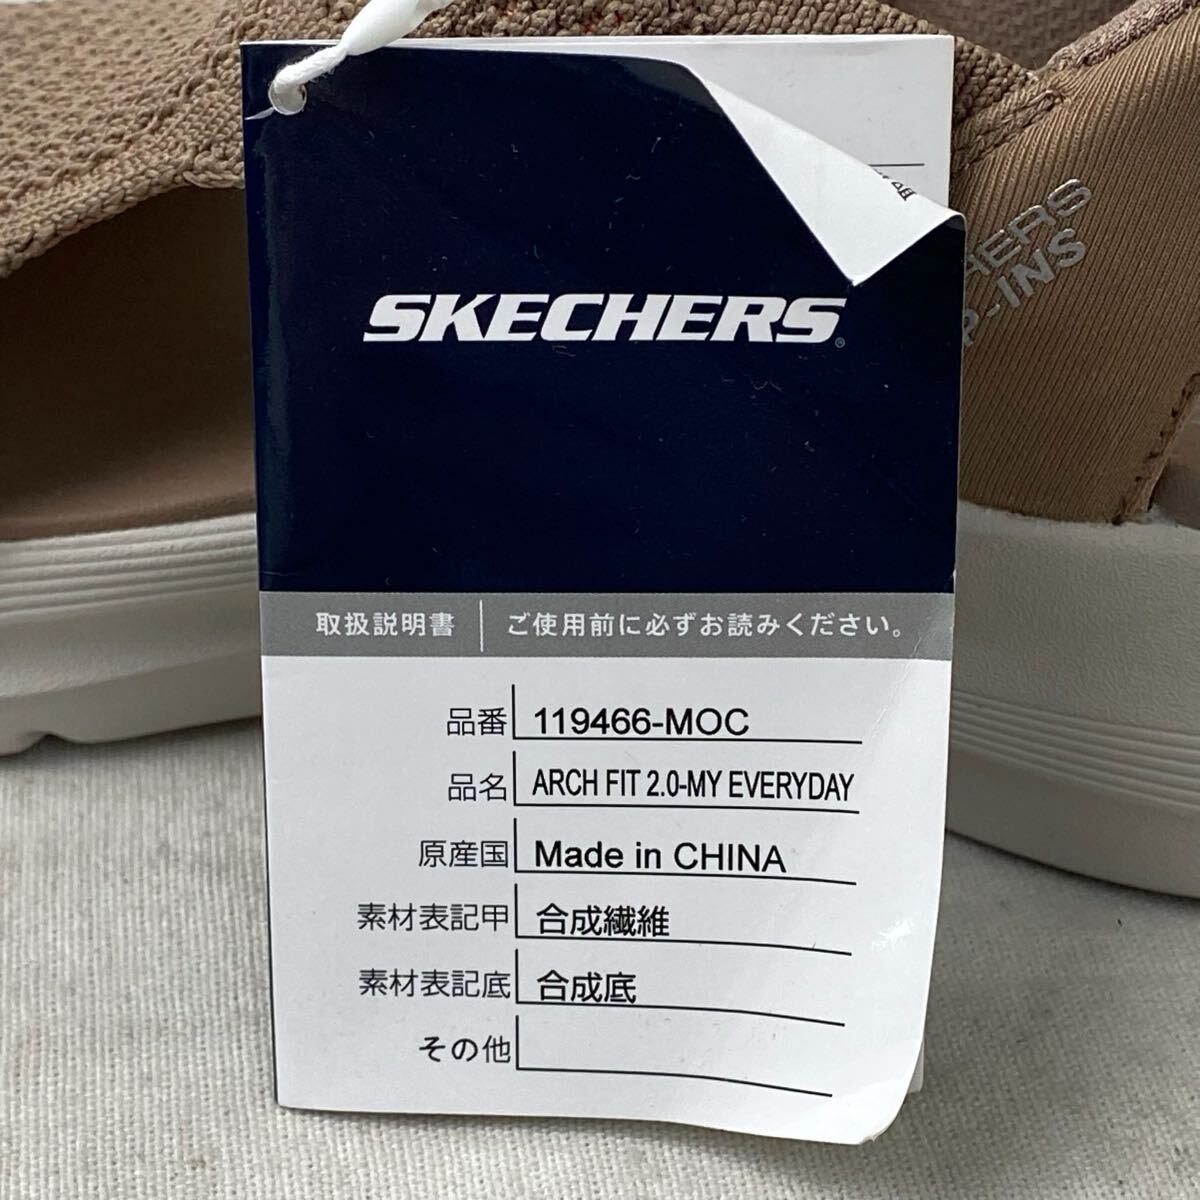 SKECHERS®
HERS
-INS
取扱説明書 ご使用前に必ずお読みください。
品番 119466-MOC
品名 ARCH FIT 2.0-MY EVERYDAY
原産国 Made in CHINA
素材表記甲 合成繊維
素材表記底 合成底
その他